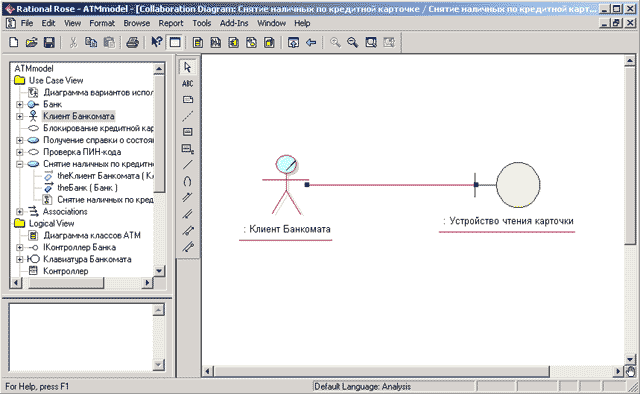 Rational Rose - ATMmodel - [Collaboration Diagram: Снятие наличных по кредитной карточке / Снятие наличных по кредитной карт...
File Edit View Format Browse Report Tools Add-Ins Window Help
ABC
ATMmodel
Use Case View
Диаграмма вариантов испол
Банк
Клиент Банкомата
Блокирование кредитной кар
Получение справки о состоя
Проверка ПИН-кода
Снятие наличных по кредитно
theКлиент Банкомата ( Кл
theБанк ( Банк )
Снятие наличных по кред
Associations
Logical View
Диаграмма классов ATM
IКонтроллер Банка
Клавиатура Банкомата
Контроллер
: Клиент Банкомата
: Устройство чтения карточки
For Help, press F1
Default Language: Analysis